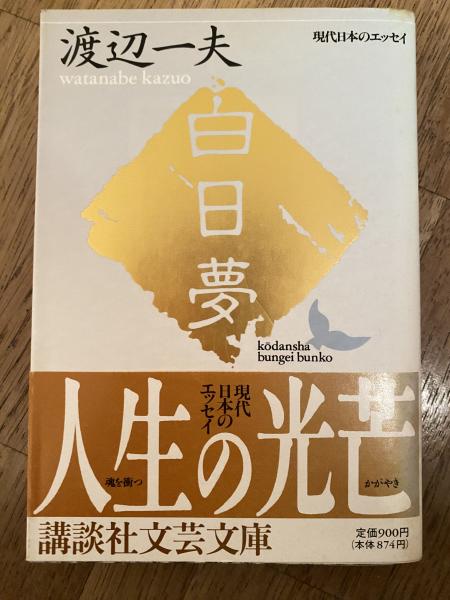 渡辺一夫
watanabe kazuo
現代日本のエッセイ
白日夢
kōdansha
bungei bunko
現代
日本の
エッセイ
人生の光芒
魂を衝つ
かがやき
講談社文芸文庫
定価900円
(本体874円)